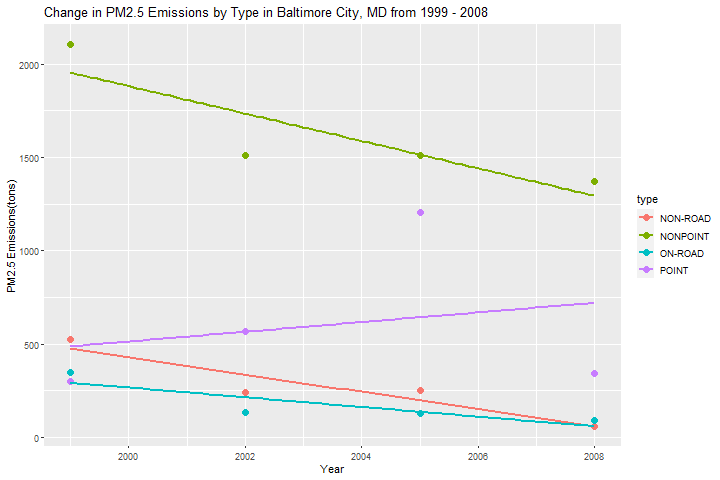 Change in PM2.5 Emissions by Type in Baltimore City, MD from 1999 - 2008
PM2.5 Emissions(tons)
2000
1500
1000
500
0
2000
2002
2004
2006
2008
Year
type
NON-ROAD
NONPOINT
ON-ROAD
POINT